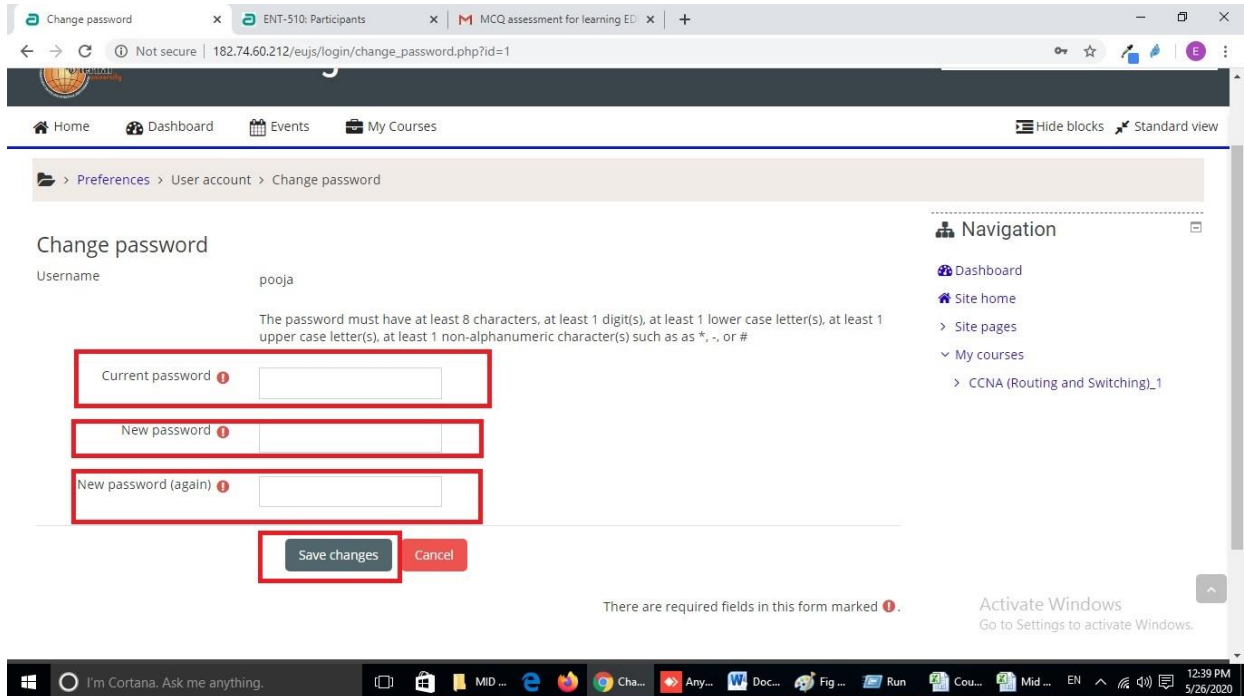 Change password
ENT-510: Participants
MCQ assessment for learning ED
Not secure | 182.74.60.212/eujs/login/change_password.php?id=1
E
university
Home Dashboard Events My Courses Hide blocks Standard view
> Preferences > User account > Change password
Change password
Username
pooja
The password must have at least 8 characters, at least 1 digit(s), at least 1 lower case letter(s), at least 1
upper case letter(s), at least 1 non-alphanumeric character(s) such as as *, -, or #
Current password
New password
New password (again)
Save changes Cancel
There are required fields in this form marked .
Navigation
Dashboard
Site home
> Site pages
My courses
> CCNA (Routing and Switching)_1
Activate Windows
Go to Settings to activate Windows.
I'm Cortana. Ask me anything. MID ... Cha... Any... Doc... Fig ... Run Cou... Mid ... EN 12:39 PM
5/26/2020